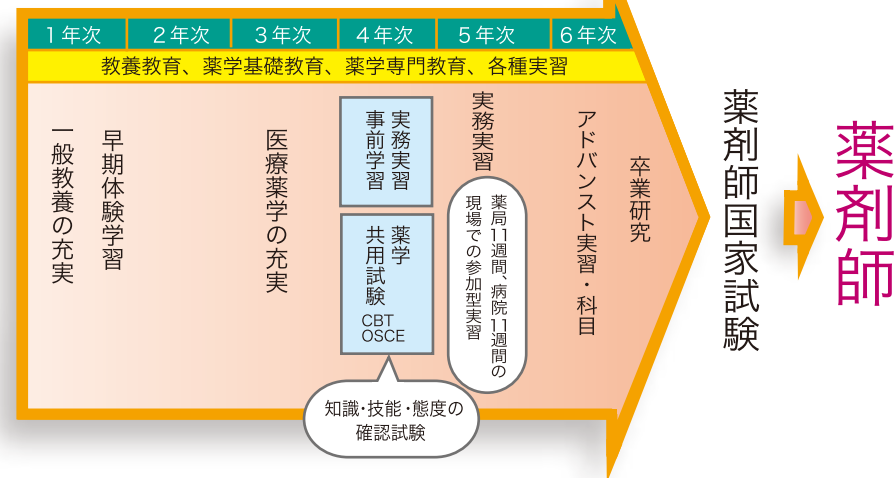 1年次
2年次
3年次
4年次
5年次
6年次
教養教育、薬学基礎教育、薬学専門教育、各種実習
一般教養の充実
早期体験学習
医療薬学の充実
実務実習
事前学習
薬学
共用試験
CBT
OSCE
知識・技能・態度の
確認試験
実務実習
薬局11週間、病院11週間の
現場での参加型実習
アドバンスト実習・科目
卒業研究
薬剤師国家試験
薬剤師